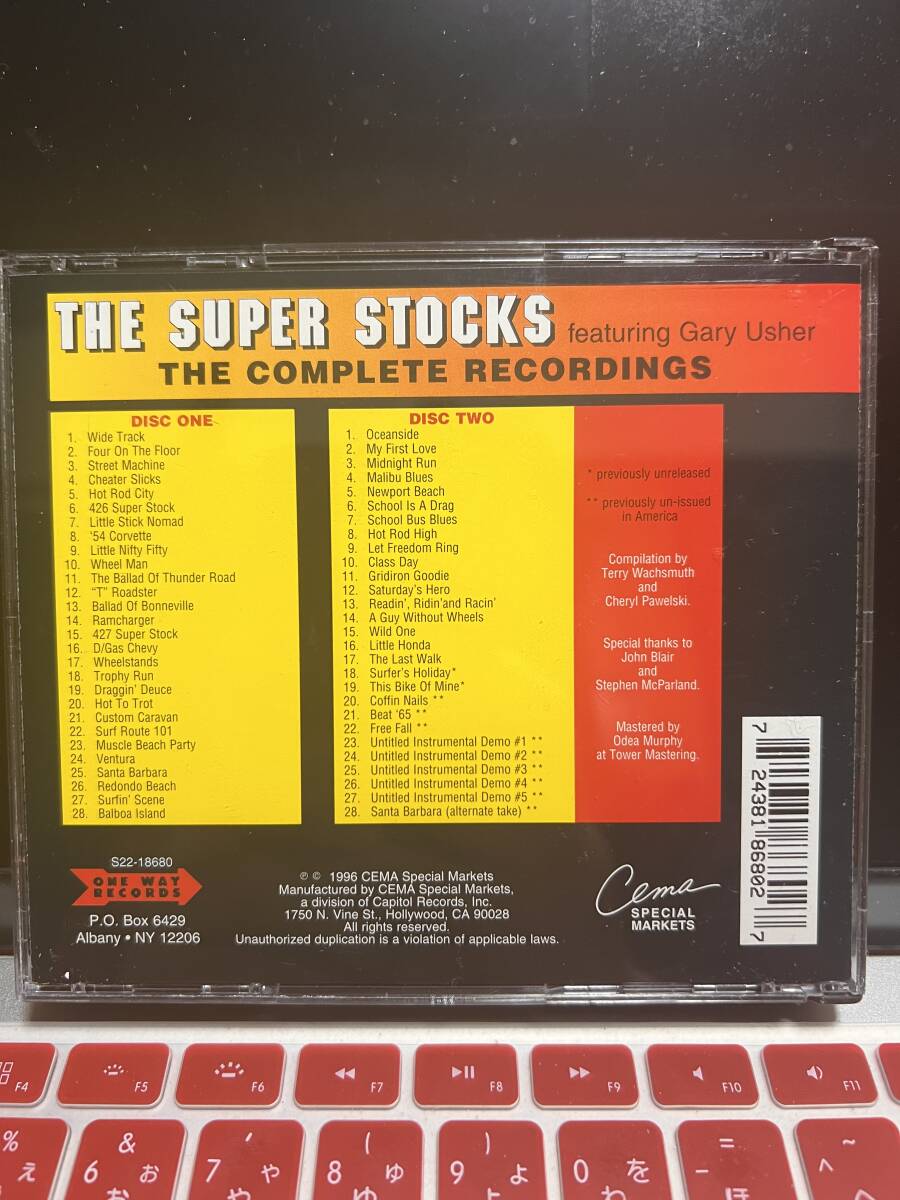 THE SUPER STOCKS featuring Gary Usher
THE COMPLETE RECORDINGS
DISC ONE
1. Wide Track
2. Four On The Floor
3. Street Machine
4. Cheater Slicks
5. Hot Rod City
6. 426 Super Stock
7. Little Stick Nomad
8. '54 Corvette
9. Little Nifty Fifty
10. Wheel Man
11. The Ballad Of Thunder Road
12. "T" Roadster
13. Ballad Of Bonneville
14. Ramcharger
15. 427 Super Stock
16. D/Gas Chevy
17. Wheelstands
18. Trophy Run
19. Draggin' Deuce
20. Hot To Trot
21. Custom Caravan
22. Surf Route 101
23. Muscle Beach Party
24. Ventura
25. Santa Barbara
26. Redondo Beach
27. Surfin' Scene
28. Balboa Island
DISC TWO
1. Oceanside
2. My First Love
3. Midnight Run
4. Malibu Blues
5. Newport Beach
6. School Is A Drag
7. School Bus Blues
8. Hot Rod High
9. Let Freedom Ring
10. Class Day
11. Gridiron Goodie
12. Saturday's Hero
13. Readin', Ridin'and Racin'
14. A Guy Without Wheels
15. Wild One
16. Little Honda
17. The Last Walk
18. Surfer's Holiday*
19. This Bike Of Mine*
20. Coffin Nails **
21. Beat '65 **
22. Free Fall **
23. Untitled Instrumental Demo #1 **
24. Untitled Instrumental Demo #2 **
25. Untitled Instrumental Demo #3 **
26. Untitled Instrumental Demo #4 **
27. Untitled Instrumental Demo #5 **
28. Santa Barbara (alternate take) **
* previously unreleased
** previously un-issued
in America
Compilation by
Terry Wachsmuth
and
Cheryl Pawelski.
Special thanks to
John Blair
and
Stephen McParland.
Mastered by
Odea Murphy
at Tower Mastering.
7 24381 86802 7
S22-18680
ONE WAY
RECORDS
P.O. Box 6429
Albany • NY 12206
℗ © 1996 CEMA Special Markets
Manufactured by CEMA Special Markets,
a division of Capitol Records, Inc.
1750 N. Vine St., Hollywood, CA 90028
All rights reserved.
Unauthorized duplication is a violation of applicable laws.
Cema
SPECIAL
MARKETS
F4 F5 F6 F7 F8 F9 F10 F11
% & ' ( ) = ~
え 6 お 7 や 8 ゆ 9 よ 0 を - ^